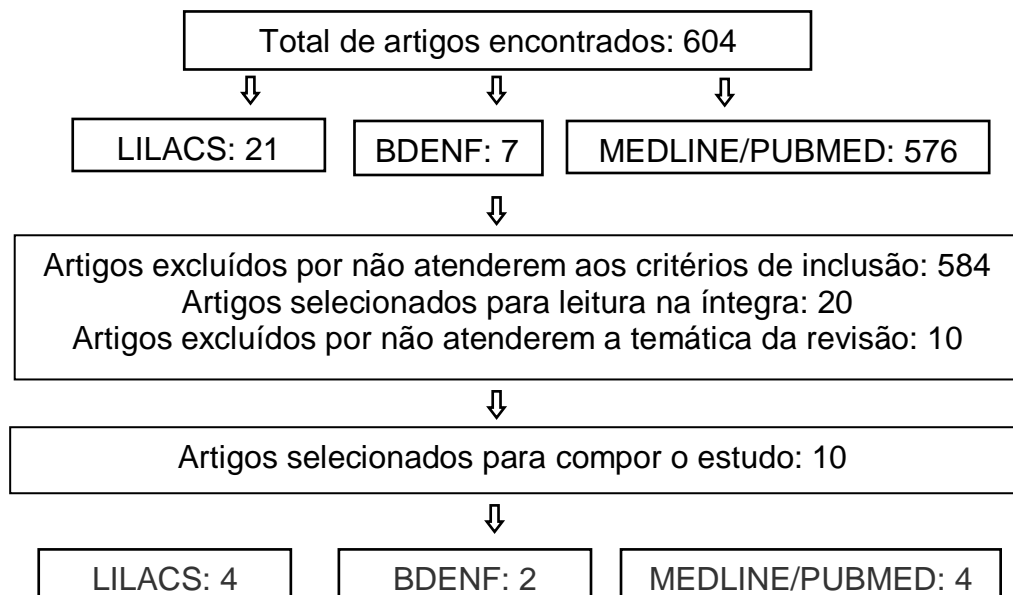 Total de artigos encontrados: 604
LILACS: 21
BDENF: 7
MEDLINE/PUBMED: 576
Artigos excluídos por não atenderem aos critérios de inclusão: 584
Artigos selecionados para leitura na íntegra: 20
Artigos excluídos por não atenderem a temática da revisão: 10
Artigos selecionados para compor o estudo: 10
LILACS: 4
BDENF: 2
MEDLINE/PUBMED: 4